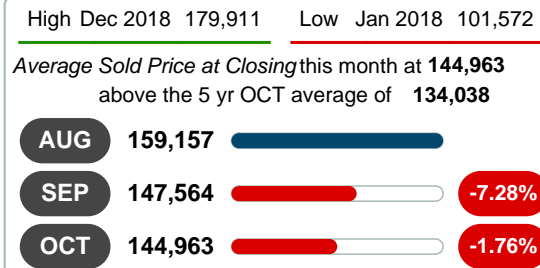 High Dec 2018 179,911 Low Jan 2018 101,572
Average Sold Price at Closing this month at 144,963
above the 5 yr OCT average of 134,038
AUG 159,157
SEP 147,564 -7.28%
OCT 144,963 -1.76%